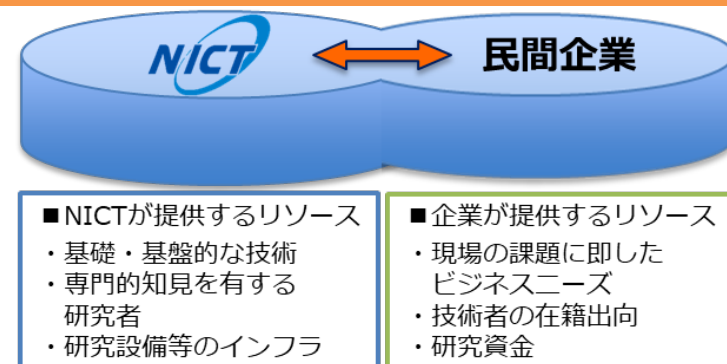 NICT
民間企業
■NICTが提供するリソース
・基礎・基盤的な技術
・専門的知見を有する
研究者
・研究設備等のインフラ
■企業が提供するリソース
・現場の課題に即した
ビジネスニーズ
・技術者の在籍出向
・研究資金